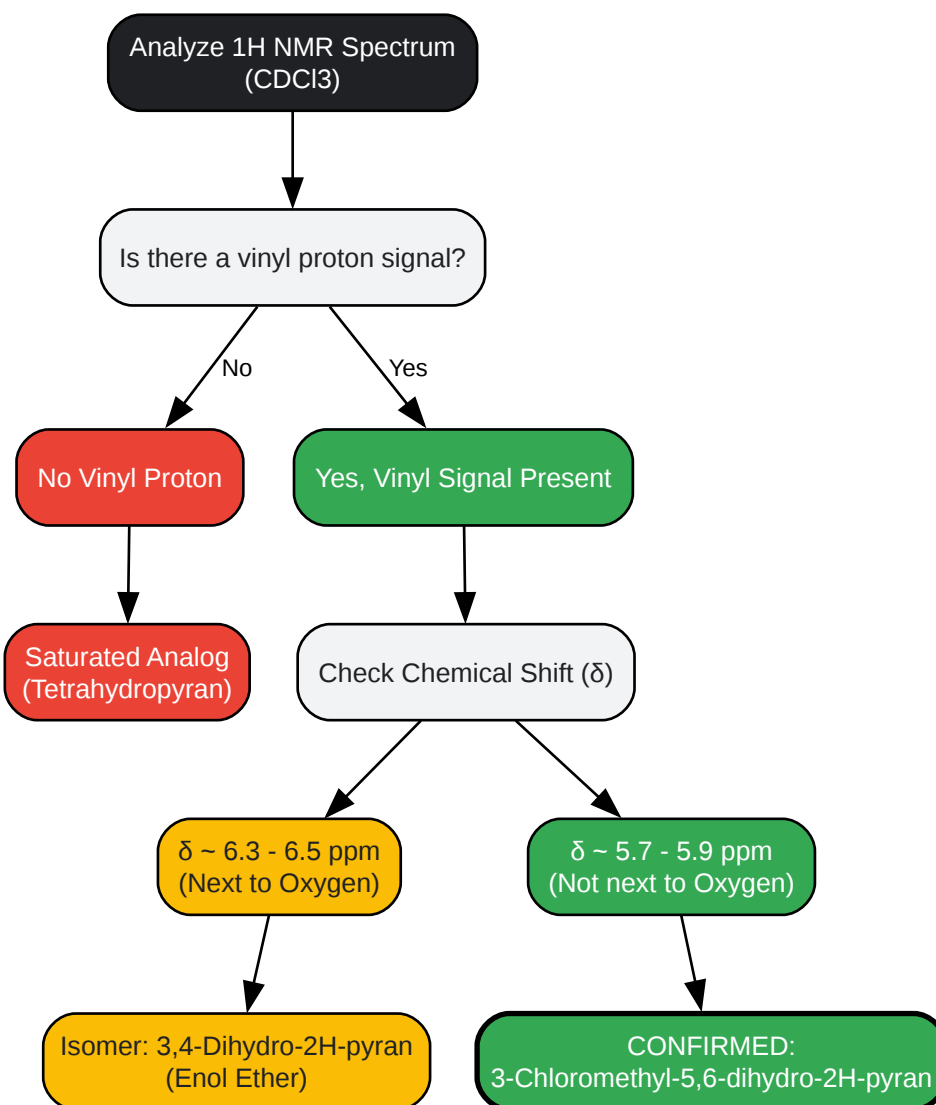 Analyze 1H NMR Spectrum
(CDCl3)
Is there a vinyl proton signal?
No
Yes
No Vinyl Proton
Yes, Vinyl Signal Present
Saturated Analog
(Tetrahydropyran)
Check Chemical Shift (δ)
δ ~ 6.3 - 6.5 ppm
(Next to Oxygen)
δ ~ 5.7 - 5.9 ppm
(Not next to Oxygen)
Isomer: 3,4-Dihydro-2H-pyran
(Enol Ether)
CONFIRMED:
3-Chloromethyl-5,6-dihydro-2H-pyran